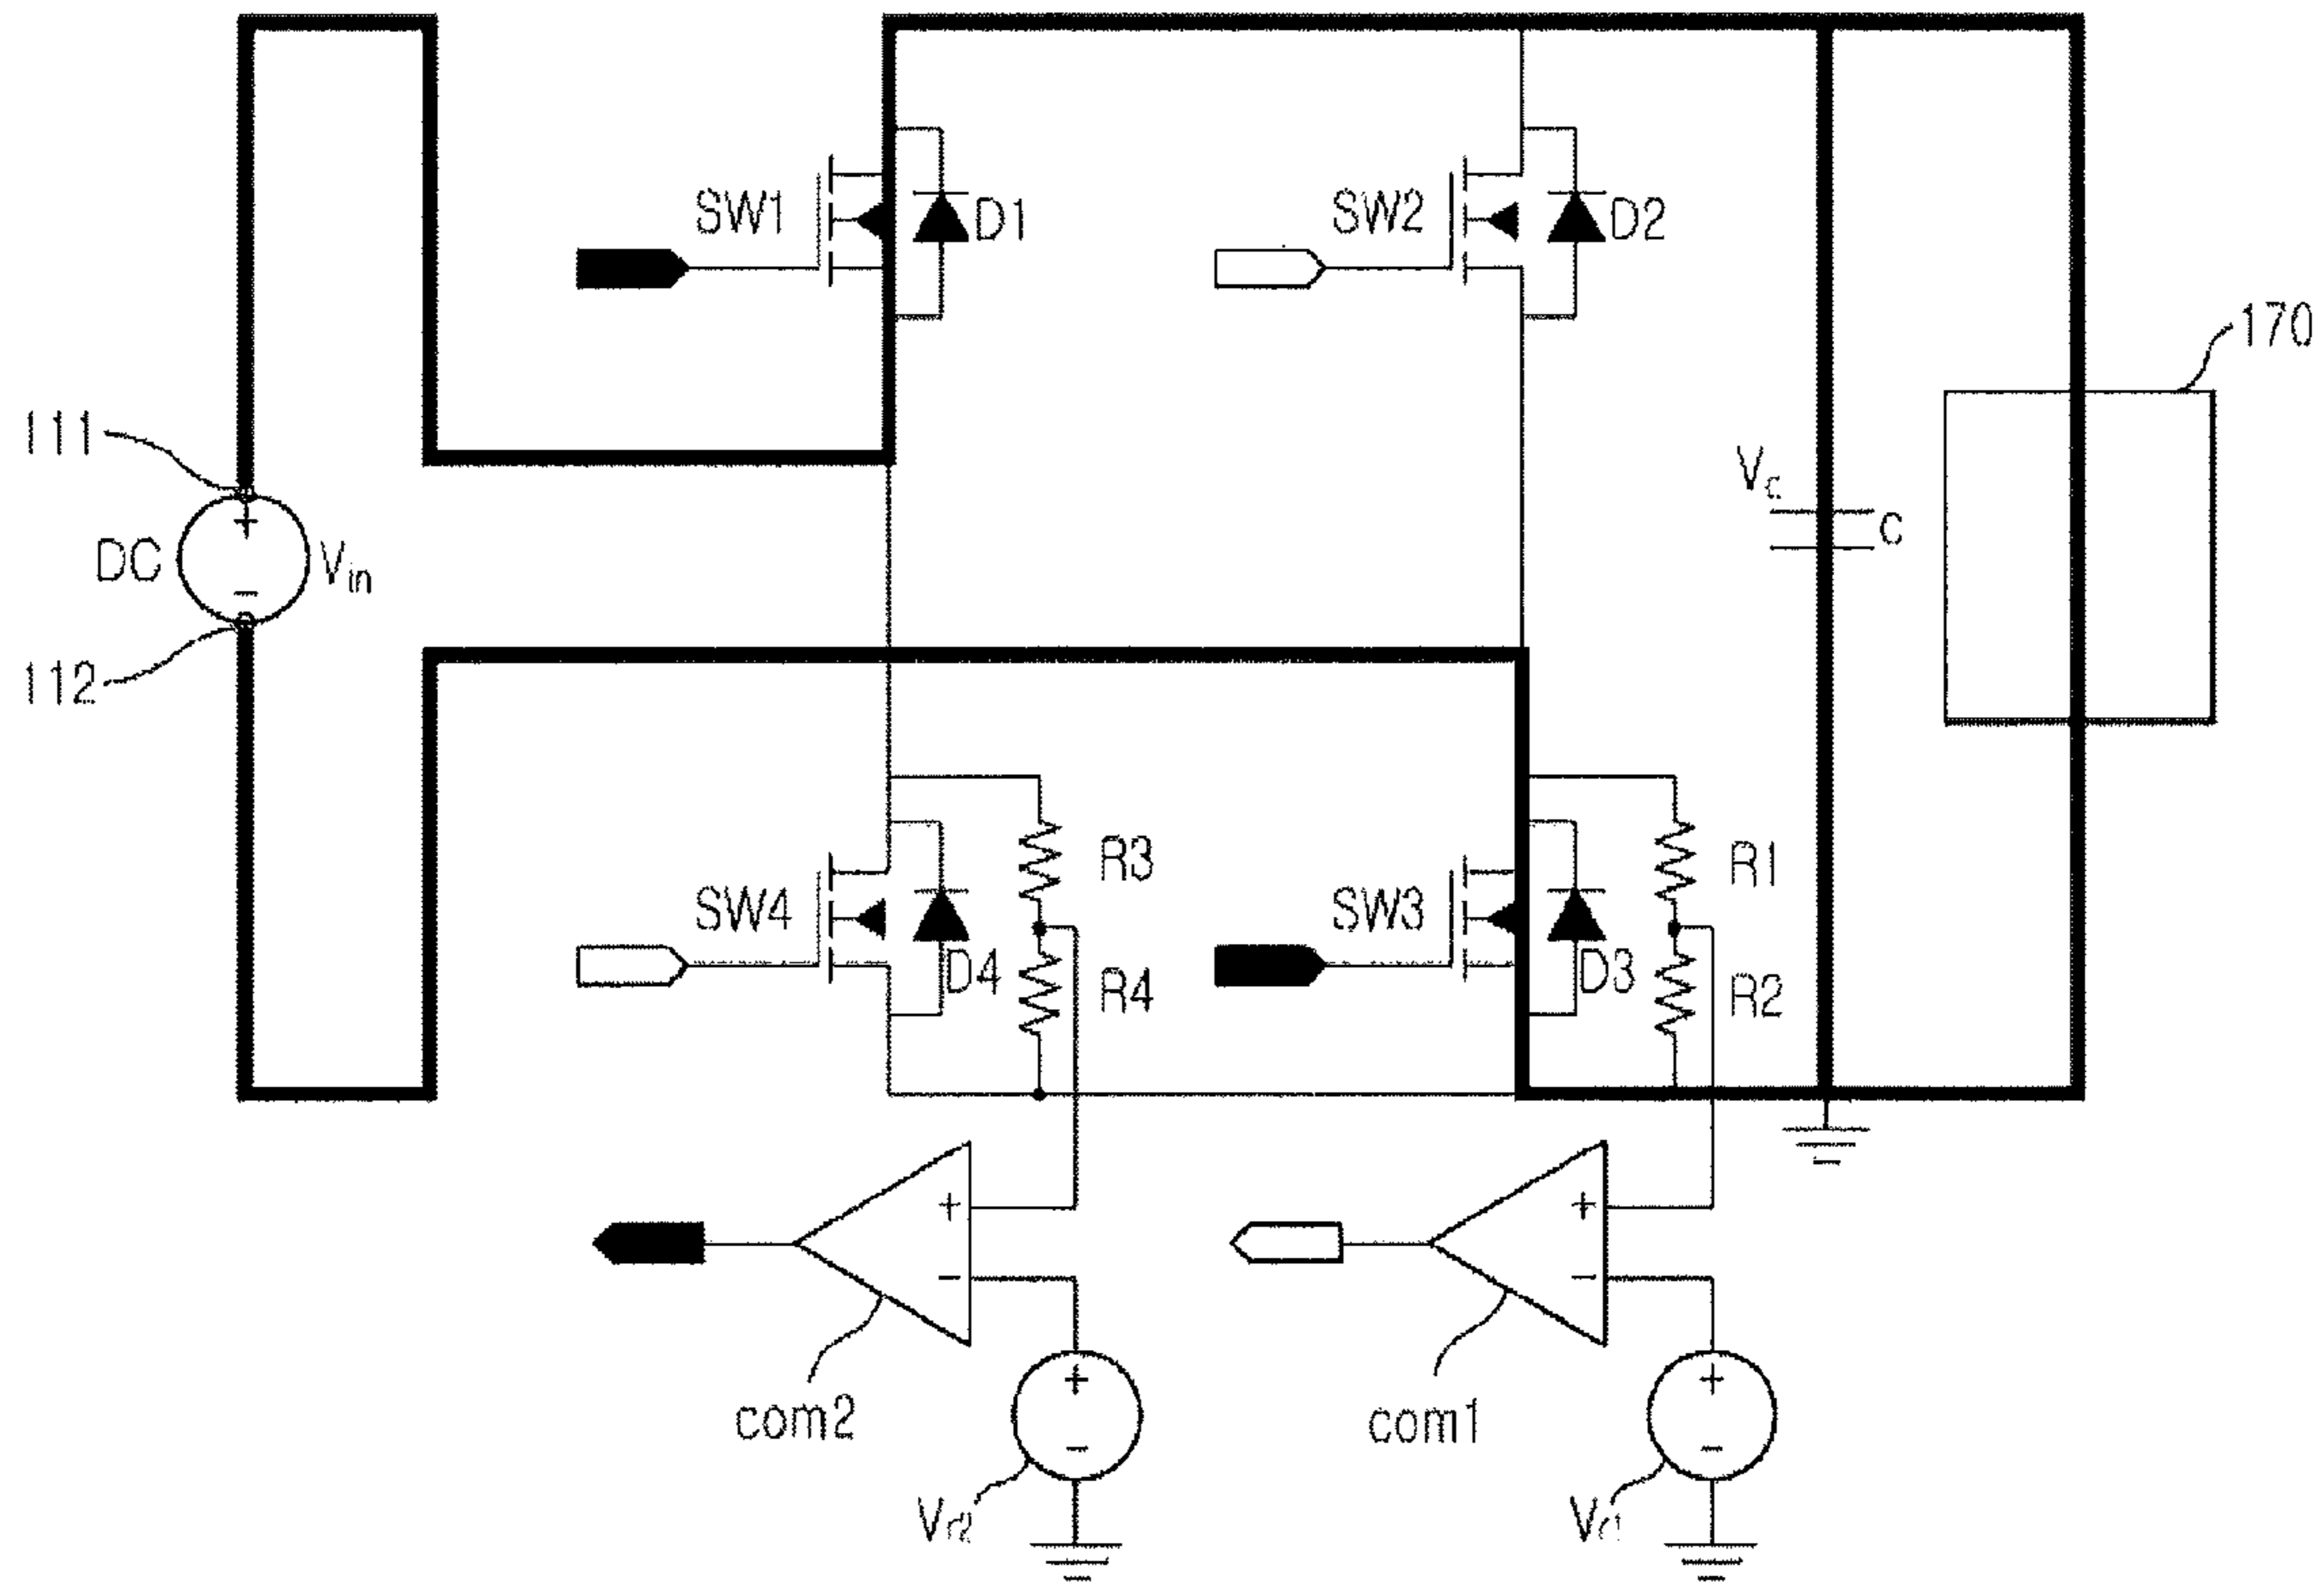 SW1
D1
SW2
D2
170
111
Vc
C
DC
+
−
Vin
112
SW4
D4
R3
R4
SW3
D3
R1
R2
+
−
+
−
com2
com1
+
−
+
−